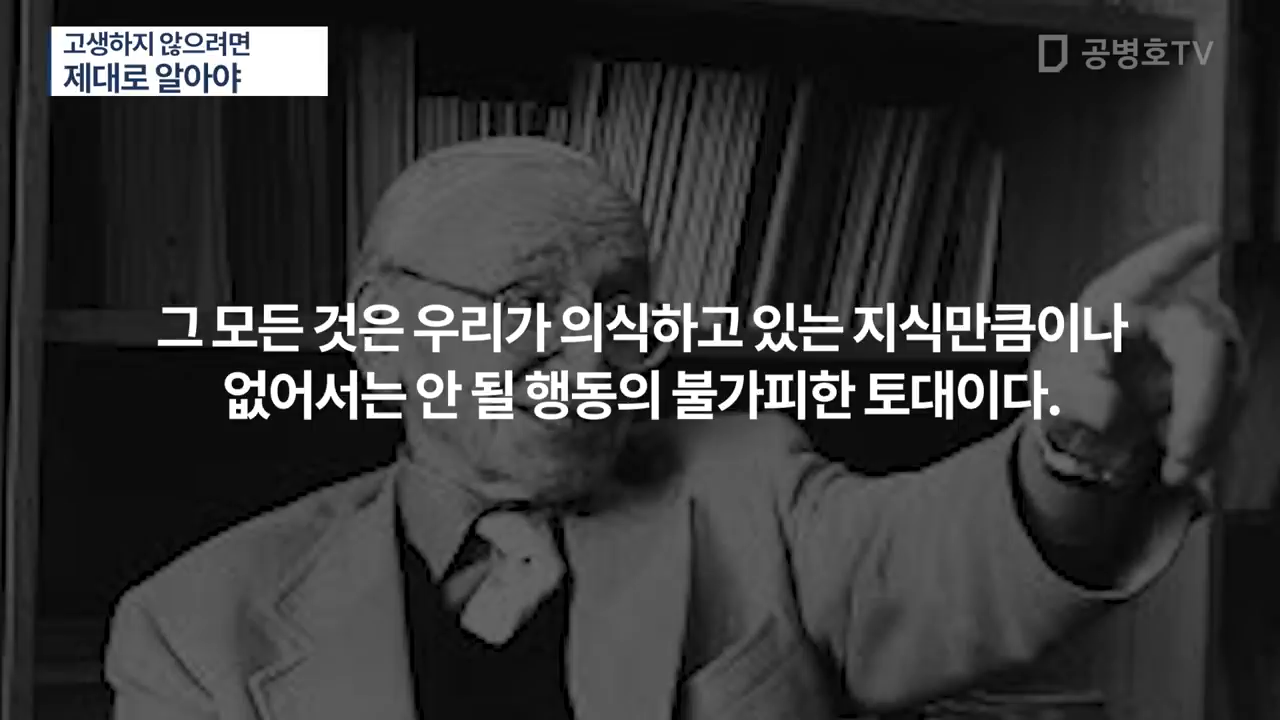 고생하지 않으려면
제대로 알아야
공병호TV
그 모든 것은 우리가 의식하고 있는 지식만큼이나
없어서는 안 될 행동의 불가피한 토대이다.